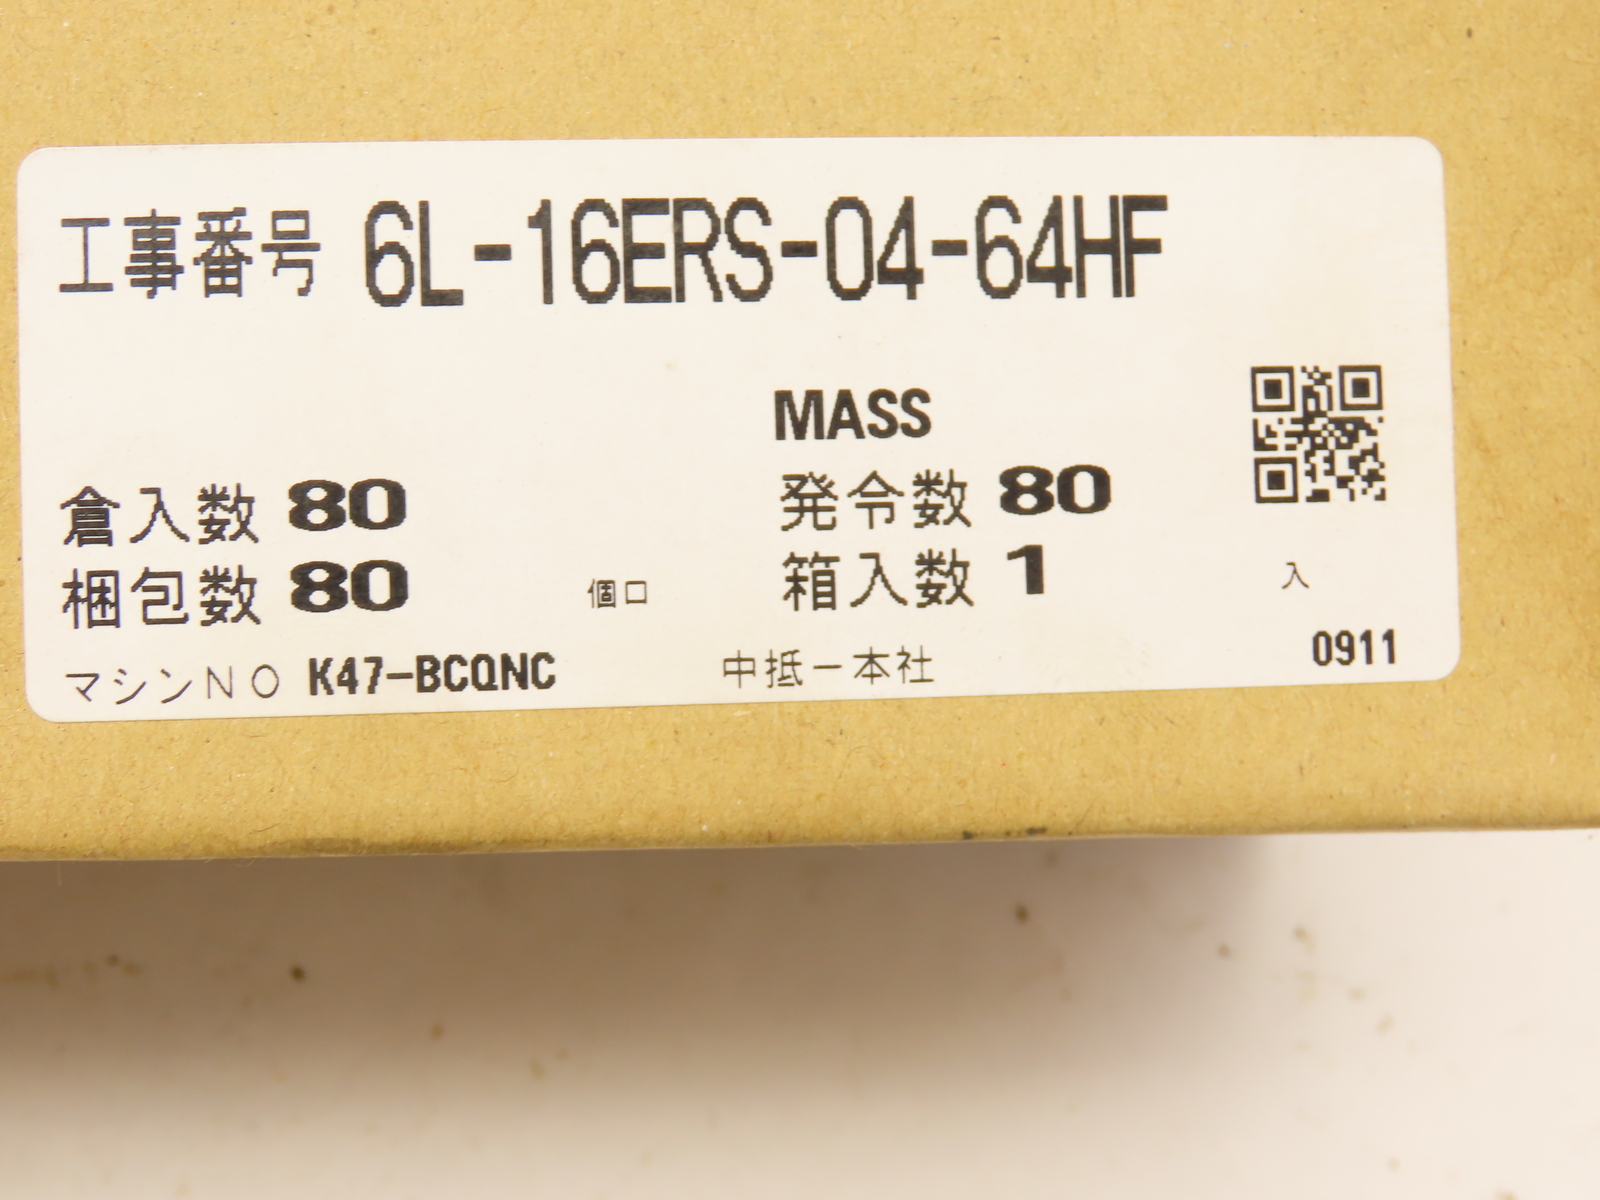 工事番号 6L-16ERS-04-64HF
MASS
倉入数 80 発令数 80
梱包数 80 個口 箱入数 1 入
マシンNO K47-BCQNC 中抵一本社 0911